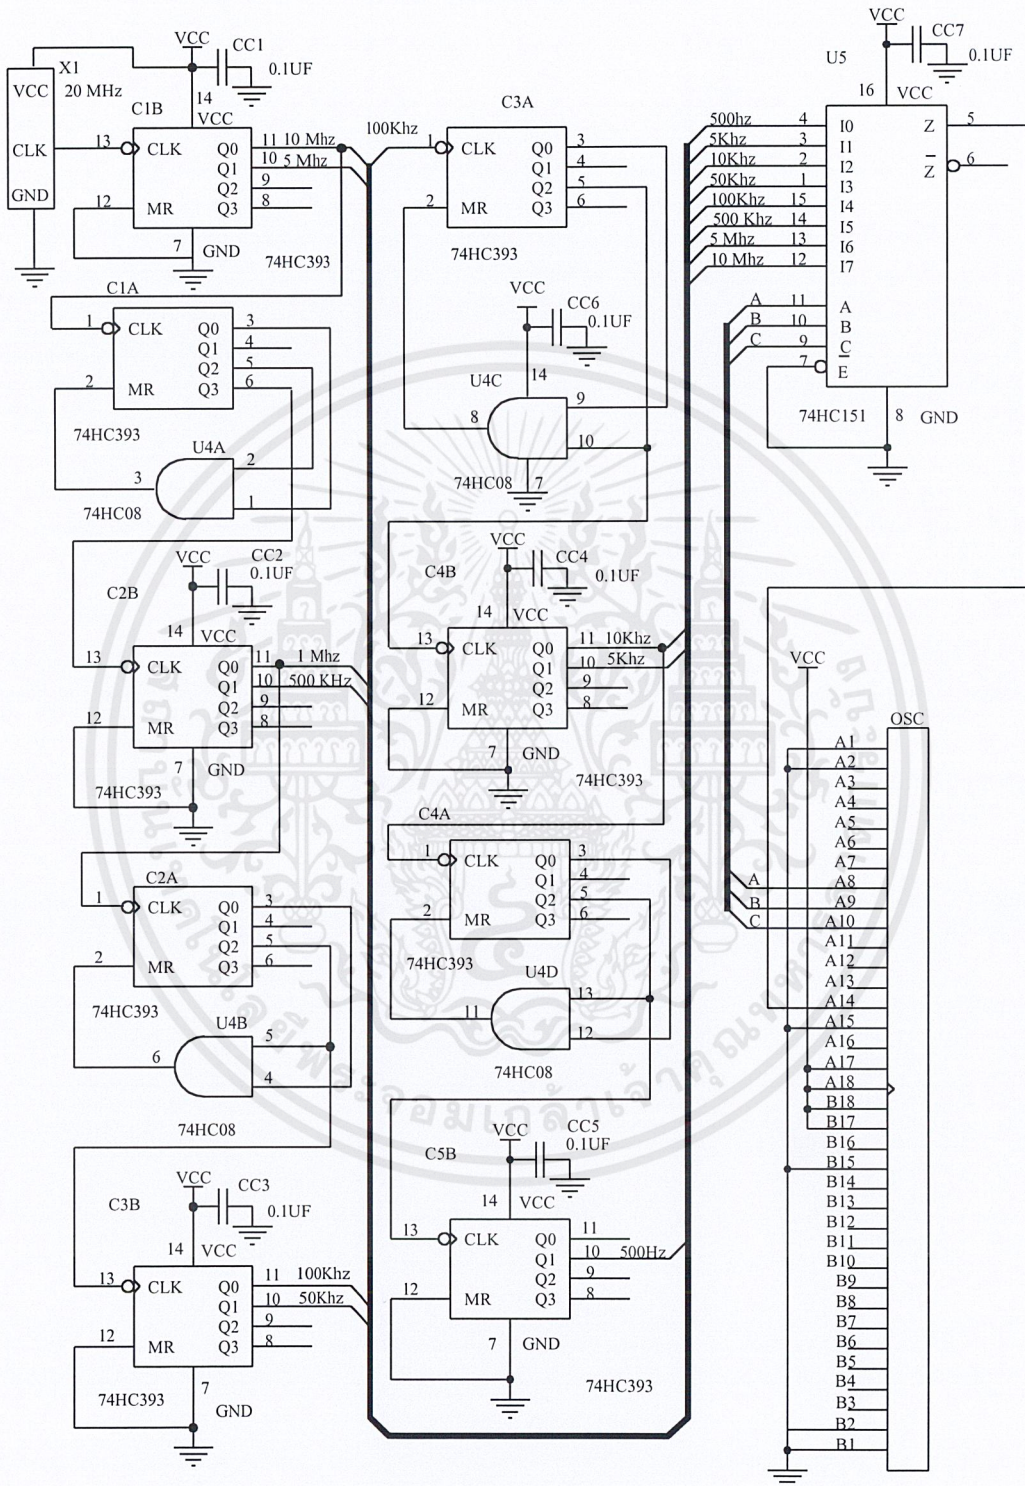 VCC
CC1
0.1UF
X1
20 MHz
VCC
CLK
GND
C1B
14
VCC
13
CLK
MR
12
Q0
Q1
Q2
Q3
11 10 Mhz
10 5 Mhz
9
8
7
GND
74HC393
C1A
1
CLK
MR
2
Q0
Q1
Q2
Q3
3
4
5
6
74HC393
U4A
3
2
1
74HC08
VCC
CC2
0.1UF
C2B
14
VCC
13
CLK
MR
12
Q0
Q1
Q2
Q3
11 1 Mhz
10 500 KHz
9
8
7
GND
74HC393
C2A
1
CLK
MR
2
Q0
Q1
Q2
Q3
3
4
5
6
74HC393
U4B
6
5
4
74HC08
VCC
CC3
0.1UF
C3B
14
VCC
13
CLK
MR
12
Q0
Q1
Q2
Q3
11 100Khz
10 50Khz
9
8
7
GND
74HC393
C3A
100Khz
1
CLK
MR
2
Q0
Q1
Q2
Q3
3
4
5
6
74HC393
VCC
CC6
0.1UF
14
U4C
8
9
10
74HC08
7
VCC
CC4
0.1UF
C4B
14
VCC
13
CLK
MR
12
Q0
Q1
Q2
Q3
11 10Khz
10 5Khz
9
8
7
GND
74HC393
C4A
1
CLK
MR
2
Q0
Q1
Q2
Q3
3
4
5
6
74HC393
U4D
11
13
12
74HC08
VCC
CC5
0.1UF
C5B
14
VCC
13
CLK
MR
12
Q0
Q1
Q2
Q3
11
10 500Hz
9
8
7
GND
74HC393
VCC
CC7
0.1UF
U5
16
VCC
500hz 4 I0
5Khz 3 I1
10Khz 2 I2
50Khz 1 I3
100Khz 15 I4
500 Khz 14 I5
5 Mhz 13 I6
10 Mhz 12 I7
Z 5
Z 6
A 11 A
B 10 B
C 9 C
7 E
74HC151
8
GND
VCC
OSC
A1
A2
A3
A4
A5
A6
A7
A A8
B A9
C A10
A11
A12
A13
A14
A15
A16
A17
A18
B18
B17
B16
B15
B14
B13
B12
B11
B10
B9
B8
B7
B6
B5
B4
B3
B2
B1